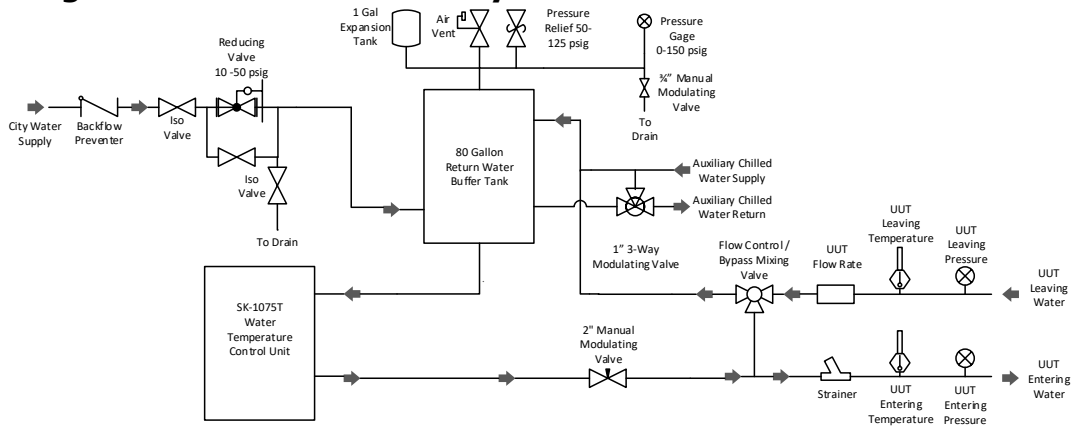 1 Gal
Expansion
Tank
Air
Vent
Pressure
Relief 50-
125 psig
Pressure
Gage
0-150 psig
Reducing
Valve
10 -50 psig
¾” Manual
Modulating
Valve
City Water
Supply
Backflow
Preventer
Iso
Valve
To
Drain
80 Gallon
Return Water
Buffer Tank
Iso
Valve
Auxiliary Chilled
Water Supply
Auxiliary Chilled
Water Return
To Drain
1” 3-Way
Modulating Valve
Flow Control /
Bypass Mixing
Valve
UUT
Flow Rate
UUT
Leaving
Temperature
UUT
Leaving
Pressure
UUT
Leaving
Water
SK-1075T
Water
Temperature
Control Unit
2" Manual
Modulating
Valve
Strainer
UUT
Entering
Temperature
UUT
Entering
Pressure
UUT
Entering
Water